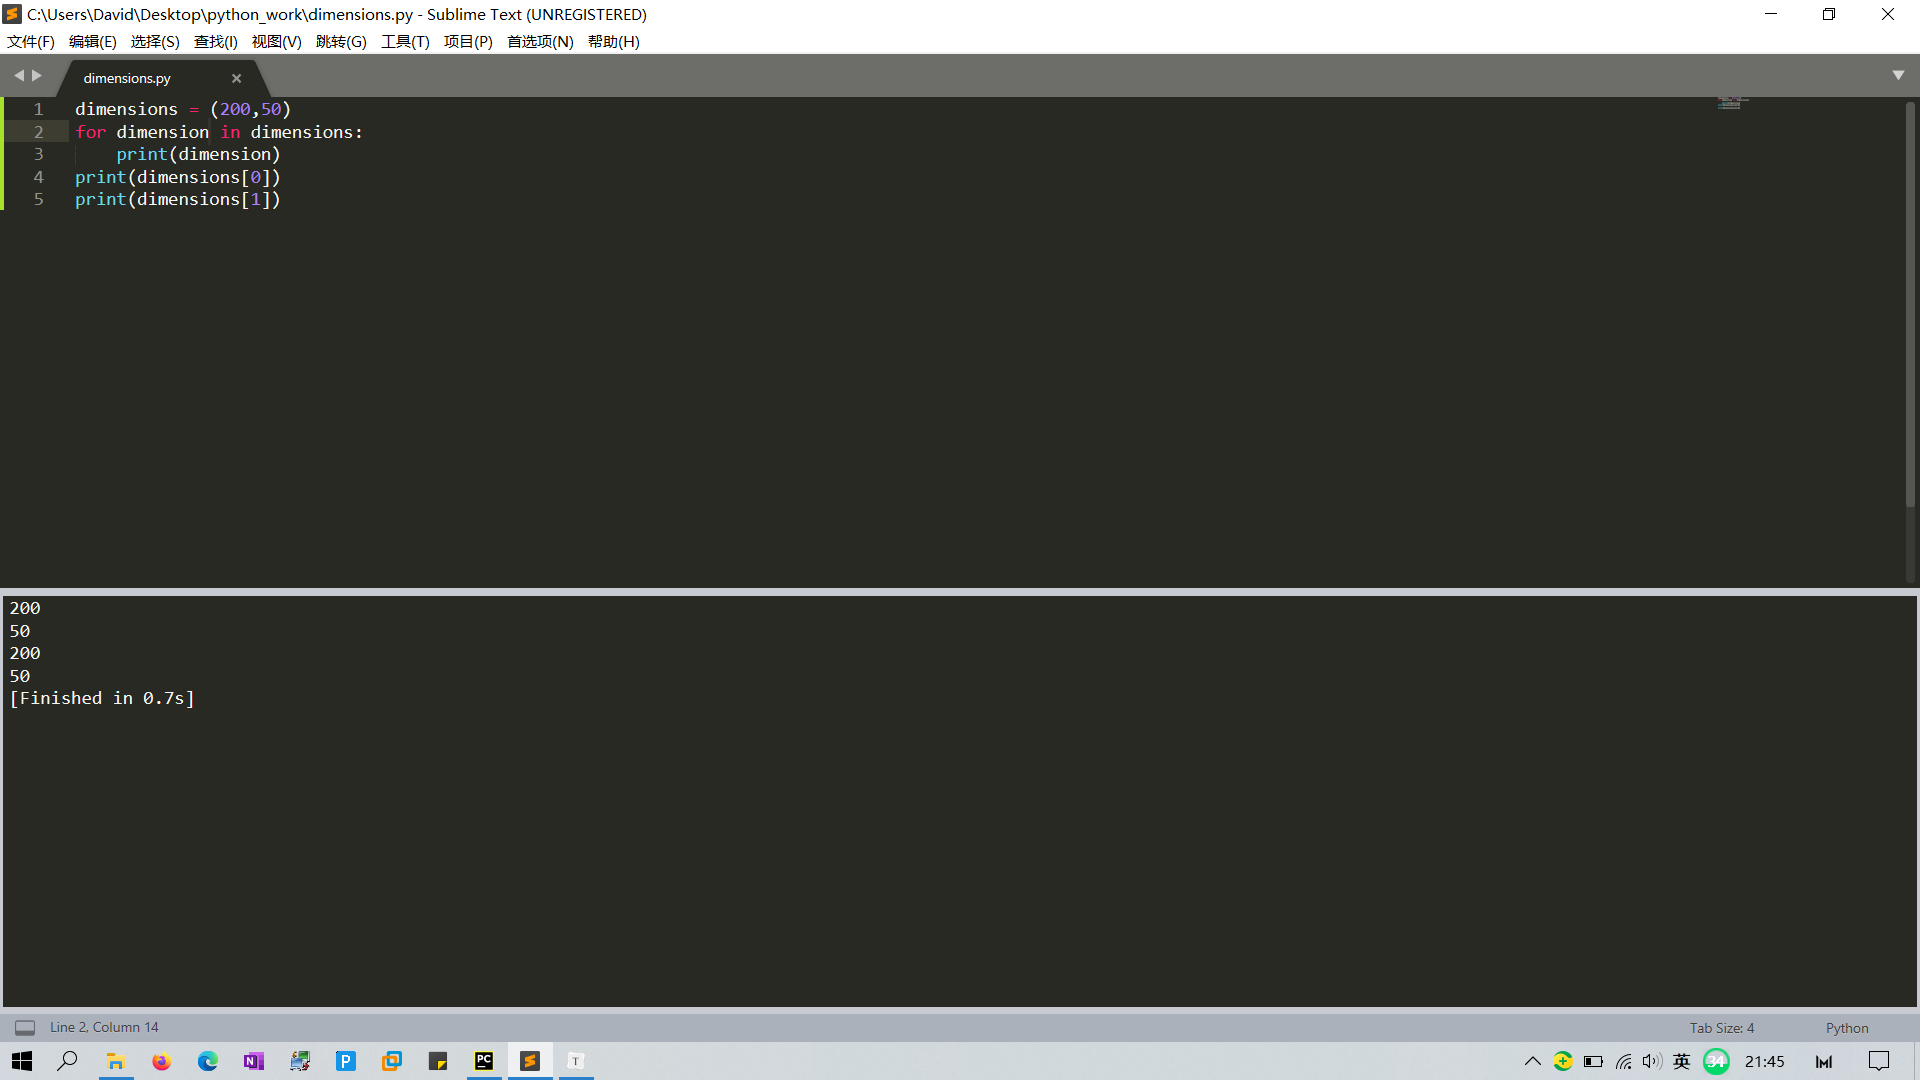 C:\Users\David\Desktop\python_work\dimensions.py - Sublime Text (UNREGISTERED)
文件(F) 编辑(E) 选择(S) 查找(I) 视图(V) 跳转(G) 工具(T) 项目(P) 首选项(N) 帮助(H)
dimensions.py
1 dimensions = (200,50)
2 for dimension in dimensions:
3     print(dimension)
4 print(dimensions[0])
5 print(dimensions[1])
200
50
200
50
[Finished in 0.7s]
Line 2, Column 14 Tab Size: 4 Python
N P PC T 英 34 21:45